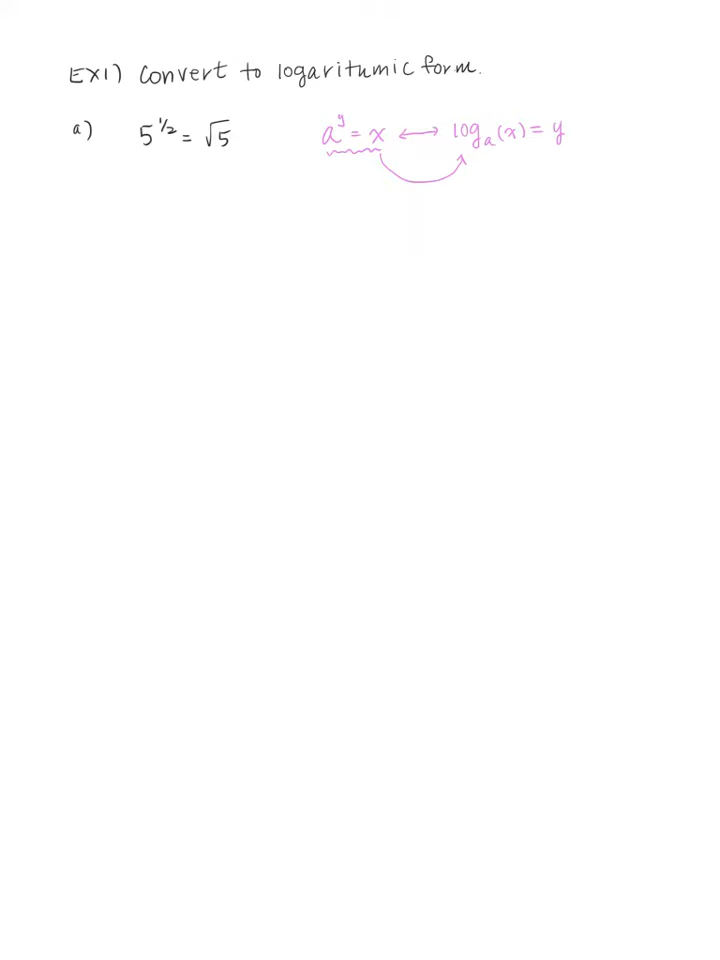 EX1) Convert to logaritumic form.
a) 5^1/2 = √5 a^y = x ⟷ log_a(x) = y